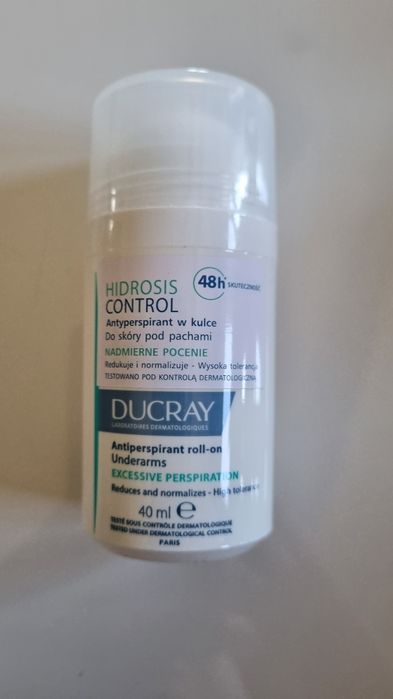 HIDROSIS
CONTROL
48h
SKUTECZNOŚĆ
Antyperspirant w kulce
Do skóry pod pachami
NADMIERNE POCENIE
Redukuje i normalizuje - Wysoka tolerancja
TESTOWANO POD KONTROLĄ DERMATOLOGICZNĄ
DUCRAY
LABORATOIRES DERMATOLOGIQUES
Antiperspirant roll-on
Underarms
EXCESSIVE PERSPIRATION
Reduces and normalizes - High tolerance
40 ml e
TESTÉ SOUS CONTRÔLE DERMATOLOGIQUE
TESTED UNDER DERMATOLOGICAL CONTROL
PARIS